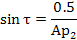 sin τ = 0.5 / Ap₂